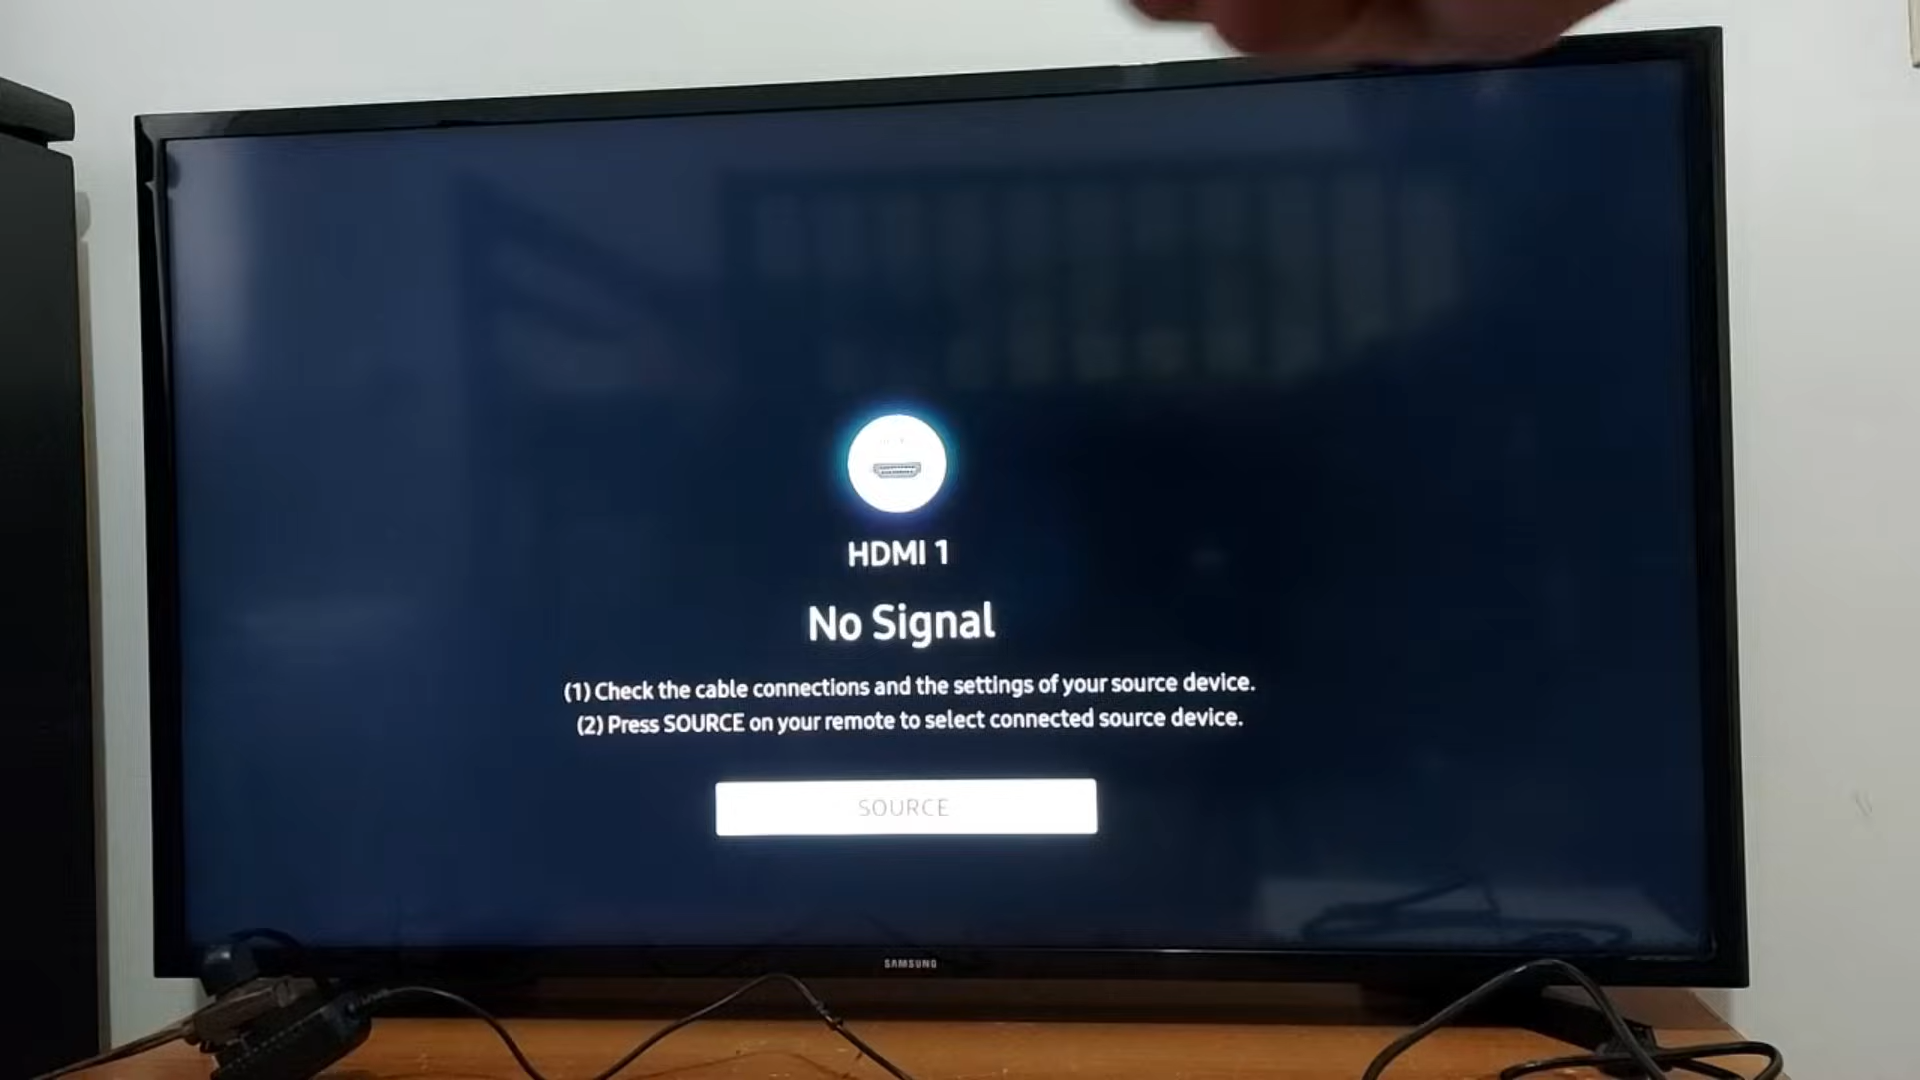 HDMI 1
No Signal
(1) Check the cable connections and the settings of your source device.
(2) Press SOURCE on your remote to select connected source device.
SOURCE
SAMSUNG